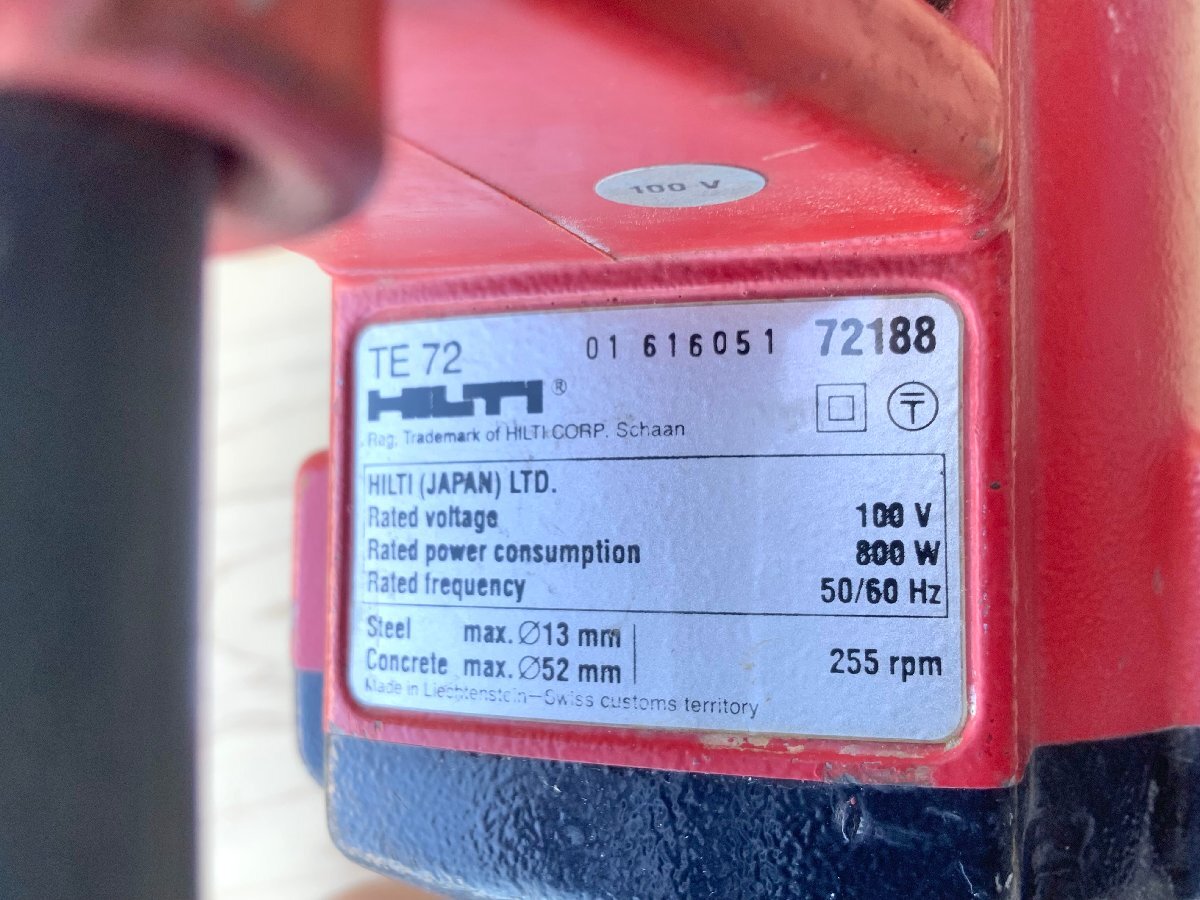 100 V
TE 72 01 616051 72188
HILTI®
Reg. Trademark of HILTI CORP. Schaan
HILTI (JAPAN) LTD.
Rated voltage 100 V
Rated power consumption 800 W
Rated frequency 50/60 Hz
Steel max. Ø13 mm
Concrete max. Ø52 mm 255 rpm
Made in Liechtenstein–Swiss customs territory